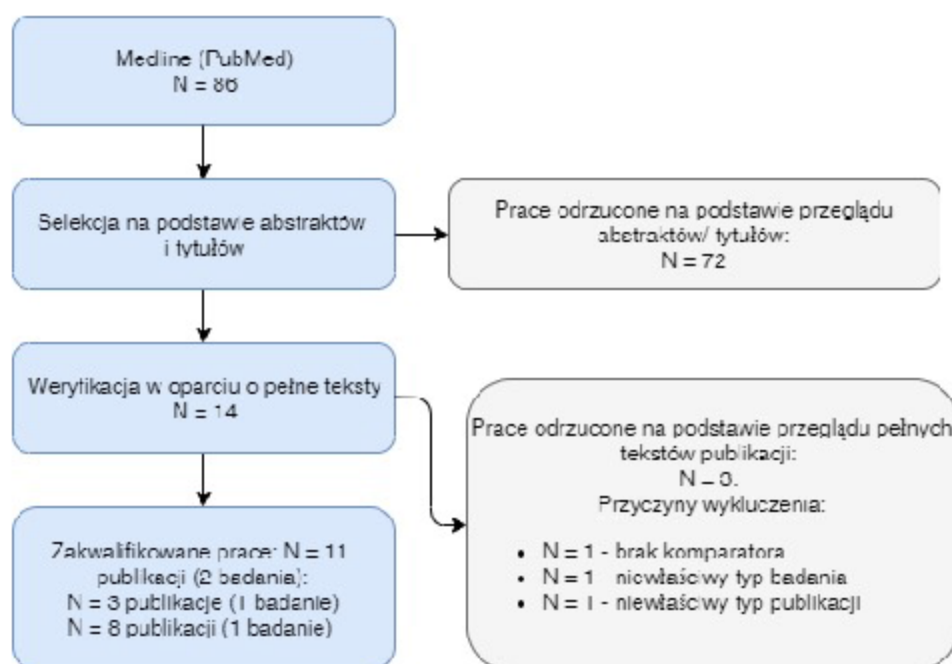 Medline (PubMed)
N = 86
Selekcja na podstawie abstraktów
i tytułów
Prace odrzucone na podstawie przeglądu
abstraktów/ tytułów:
N = 72
Weryfikacja w oparciu o pełne teksty
N = 14
Prace odrzucone na podstawie przeglądu pełnych
tekstów publikacji:
N = 3.
Przyczyny wykluczenia:
• N = 1 - brak komparatora
• N = 1 - niewłaściwy typ badania
• N = 1 - niewłaściwy typ publikacji
Zakwalifikowane prace: N = 11
publikacji (2 badania):
N = 3 publikacje (1 badanie)
N = 8 publikacji (1 badanie)